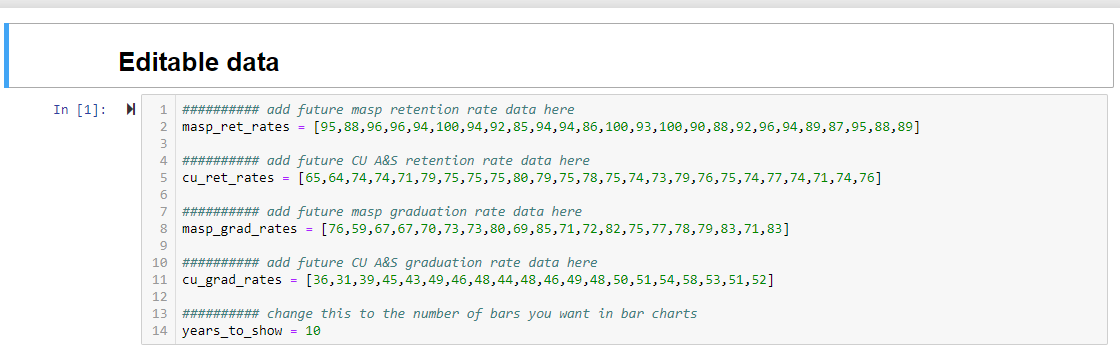 Editable data
In [1]:
1 ########## add future masp retention rate data here
2 masp_ret_rates = [95,88,96,96,94,100,94,92,85,94,94,86,100,93,100,90,88,92,96,94,89,87,95,88,89]
3
4 ########## add future CU A&S retention rate data here
5 cu_ret_rates = [65,64,74,74,71,79,75,75,75,80,79,75,78,75,74,73,79,76,75,74,77,74,71,74,76]
6
7 ########## add future masp graduation rate data here
8 masp_grad_rates = [76,59,67,67,70,73,73,80,69,85,71,72,82,75,77,78,79,83,71,83]
9
10 ########## add future CU A&S graduation rate data here
11 cu_grad_rates = [36,31,39,45,43,49,46,48,44,48,46,49,48,50,51,54,58,53,51,52]
12
13 ########## change this to the number of bars you want in bar charts
14 years_to_show = 10